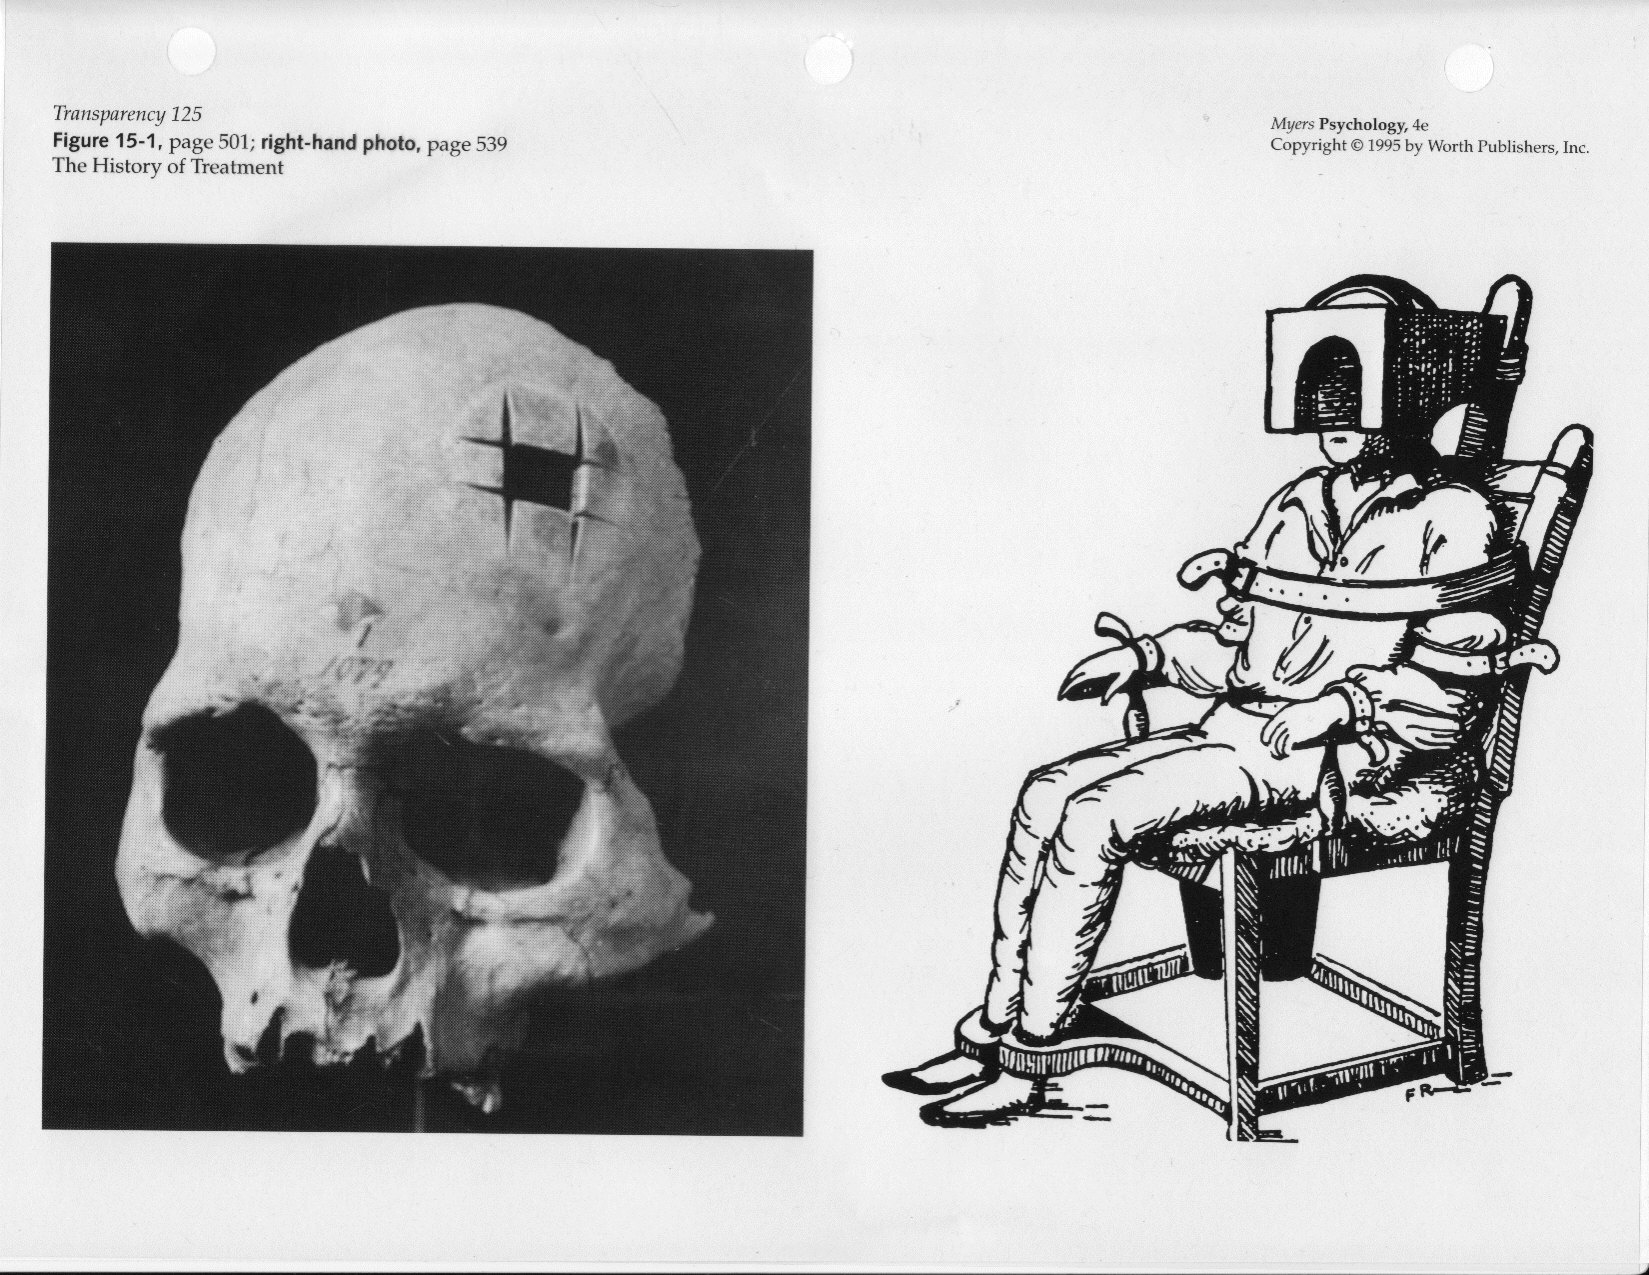 Transparency 125
Figure 15-1, page 501; right-hand photo, page 539
The History of Treatment
Myers Psychology, 4e
Copyright © 1995 by Worth Publishers, Inc.
1079
FR